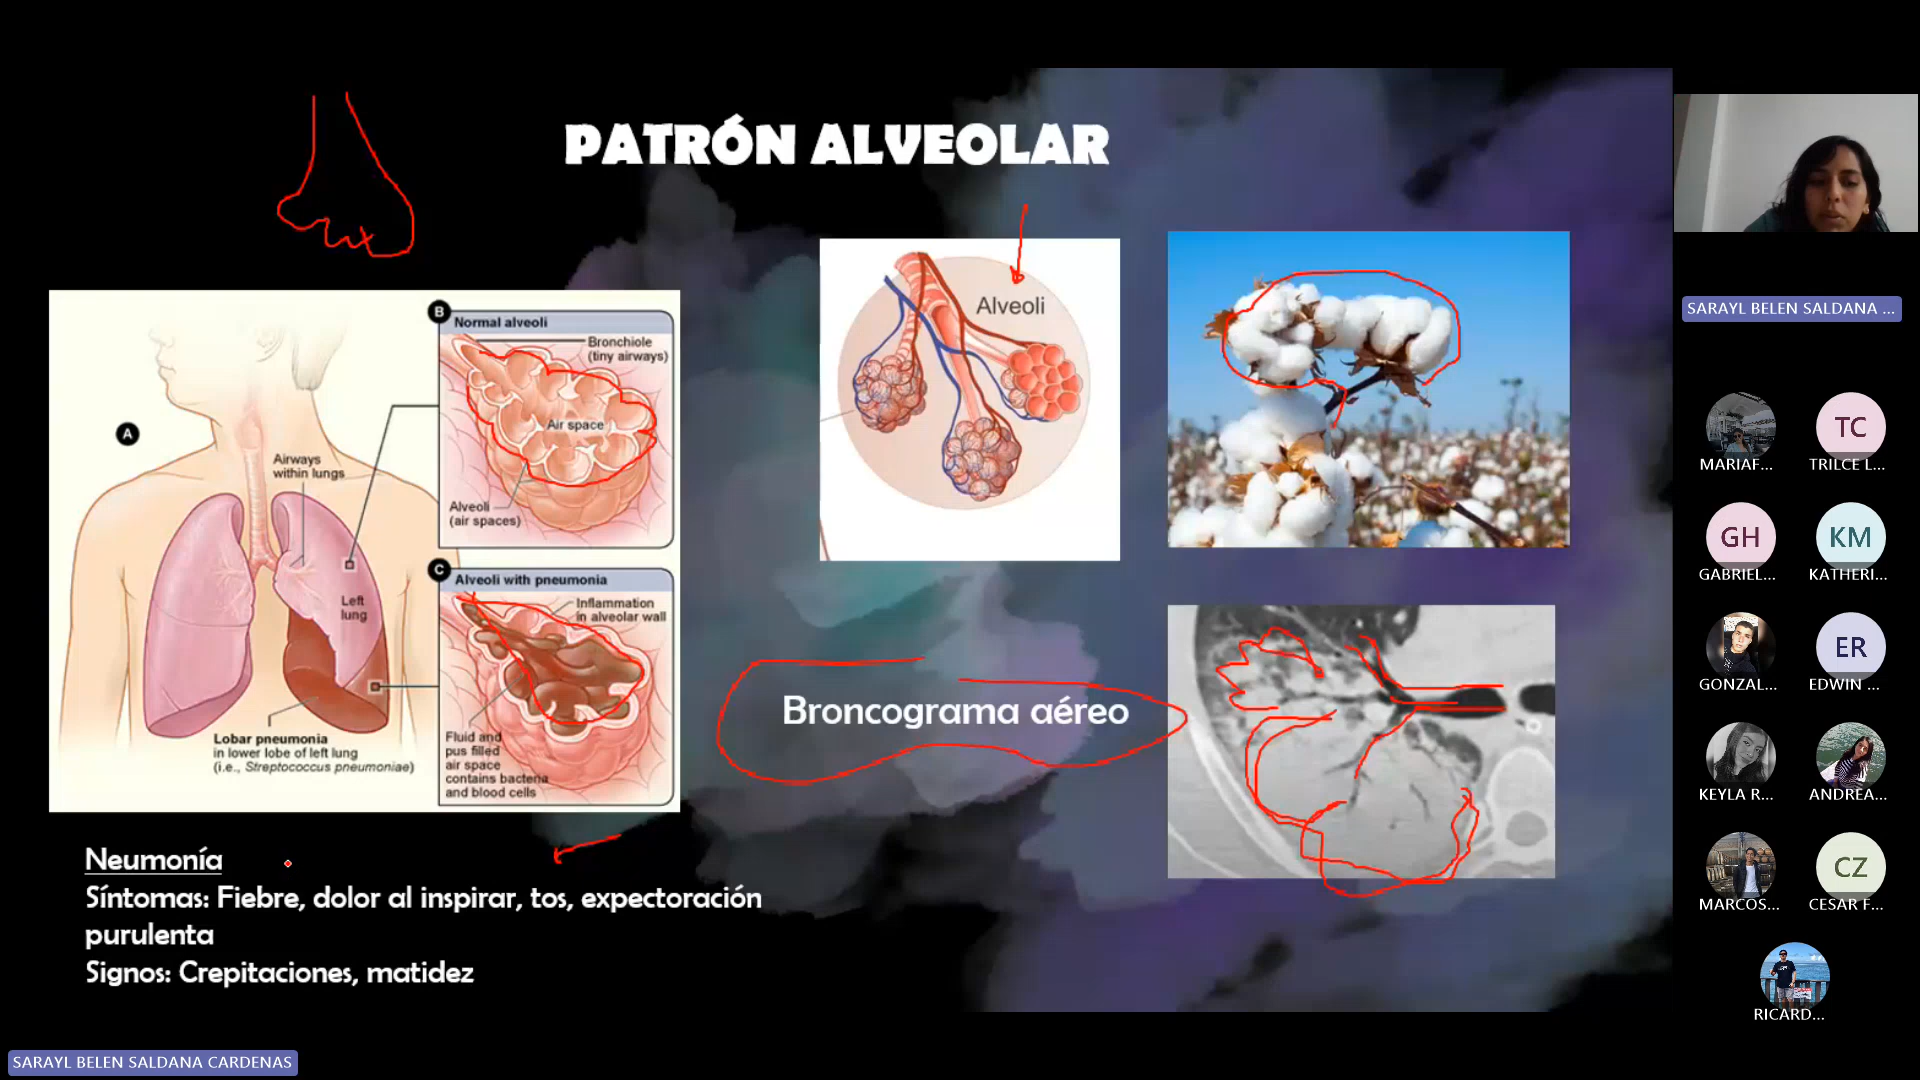 PATRÓN ALVEOLAR
A
B
Normal alveoli
Bronchiole
(tiny airways)
Air space
Alveoli
(air spaces)
Airways
within lungs
Left
lung
Lobar pneumonia
in lower lobe of left lung
(i.e., Streptococcus pneumoniae)
C
Alveoli with pneumonia
Inflammation
in alveolar wall
Fluid and
pus filled
air space
contains bacteria
and blood cells
Alveoli
Broncograma aéreo
Neumonía
Síntomas: Fiebre, dolor al inspirar, tos, expectoración
purulenta
Signos: Crepitaciones, matidez
SARAYL BELEN SALDANA ...
MARIAF...
TC
TRILCE L...
GH
GABRIEL...
KM
KATHERI...
GONZAL...
ER
EDWIN ...
KEYLA R...
ANDREA...
MARCOS...
CZ
CESAR F...
RICARD...
SARAYL BELEN SALDANA CARDENAS